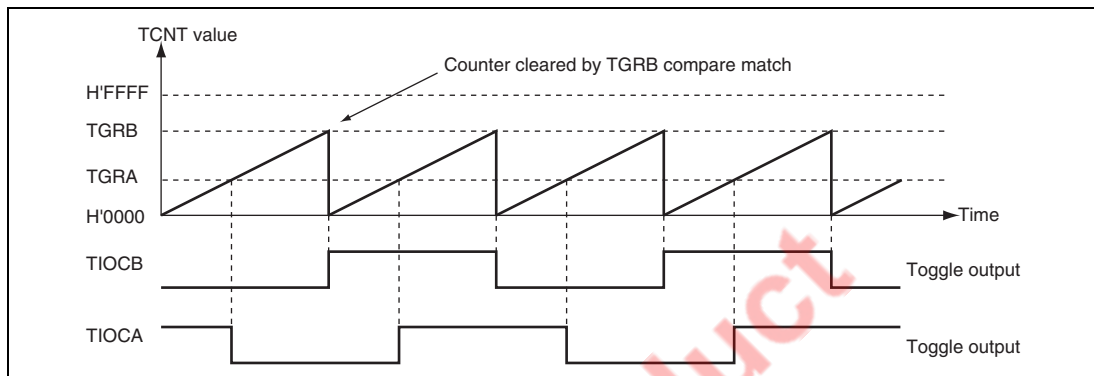 TCNT value
Counter cleared by TGRB compare match
H'FFFF
TGRB
TGRA
H'0000
Time
TIOCB
Toggle output
TIOCA
Toggle output